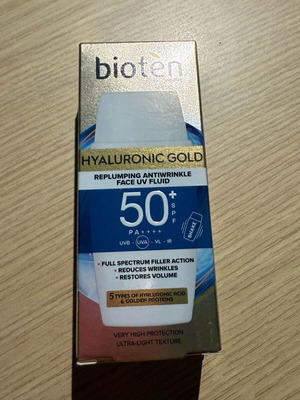 bioten
HYALURONIC GOLD
REPLUMPING ANTIWRINKLE
FACE UV FLUID
50+
SPF
PA++++
UVB - UVA - VL - IR
SHAKE
• FULL SPECTRUM FILLER ACTION
• REDUCES WRINKLES
• RESTORES VOLUME
5 TYPES OF HYALURONIC ACID
& GOLDEN PROTEINS
VERY HIGH PROTECTION
ULTRA-LIGHT TEXTURE